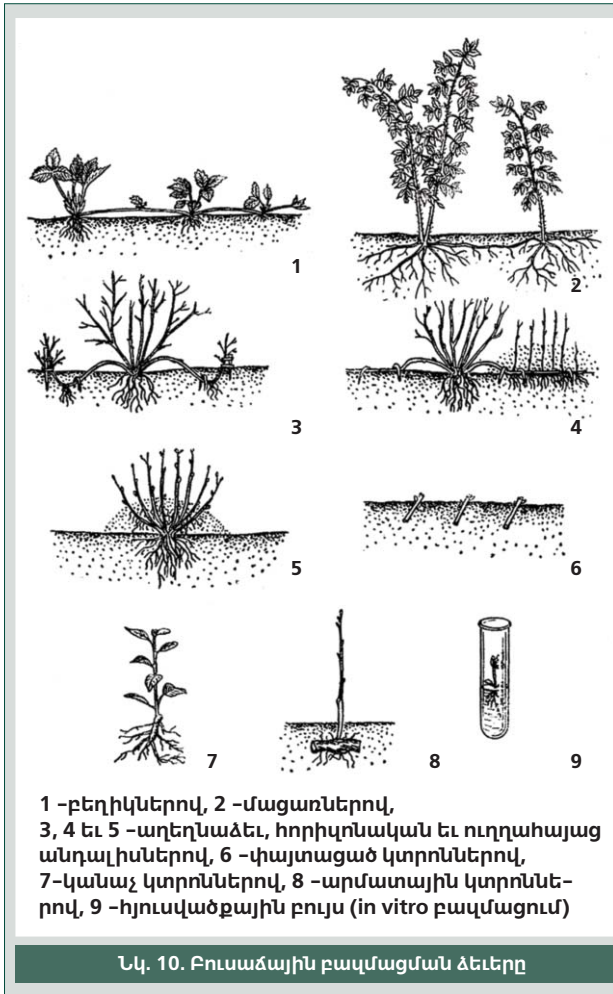 1
2
3
4
5
6
7
8
9
1 –բեղիկներով, 2 –մացառներով,
3, 4 եւ 5 –աղեղնաձեւ, հորիզոնական եւ ուղղահայաց
անդալիսներով, 6 –փայտացած կտրոններով,
7–կանաչ կտրոններով, 8 –արմատային կտրոննե–
րով, 9 –հյուսվածքային բույս (in vitro բազմացում)
Նկ. 10. Բուսաճային բազմացման ձեւերը